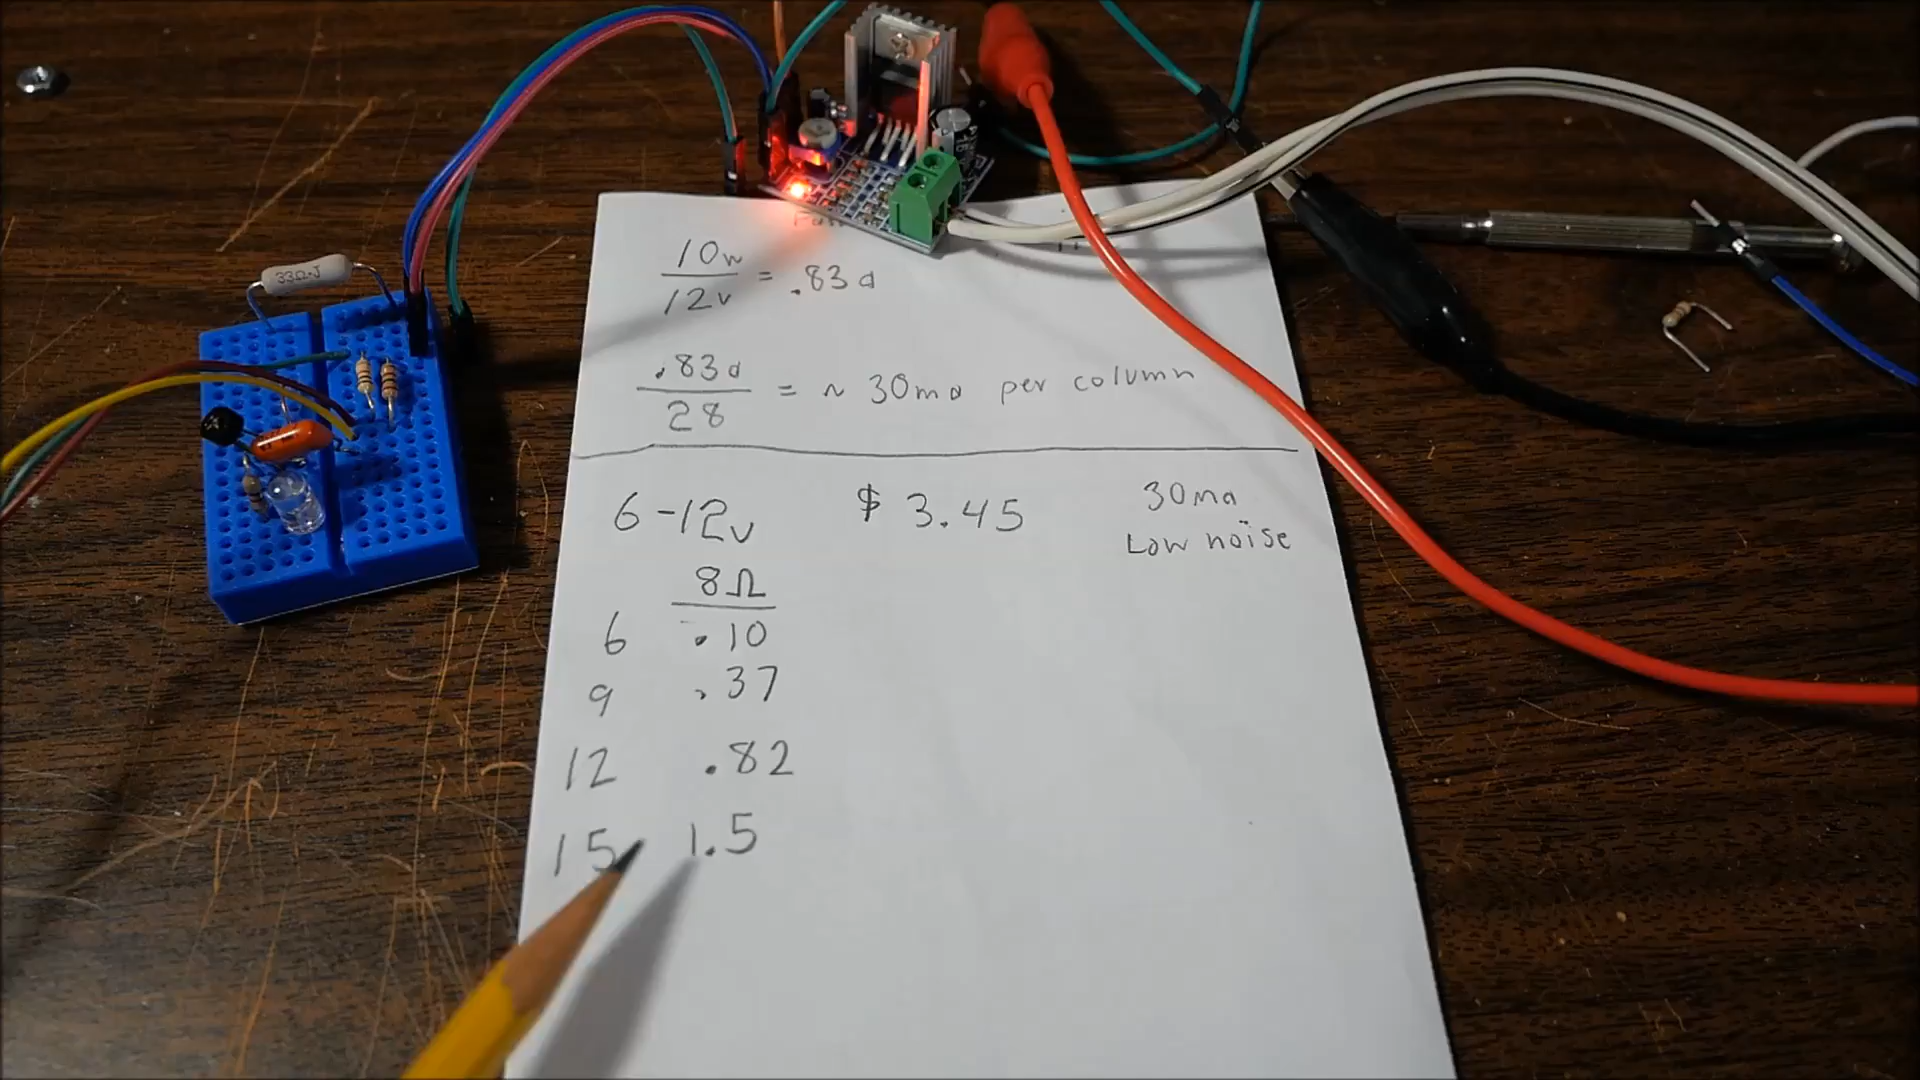 33Ω·J
10w
12v
= .83a
.83a
28
= ~ 30ma per column
6-12v
$ 3.45
30ma
Low noise
8Ω
6 .10
9 .37
12 .82
15 1.5